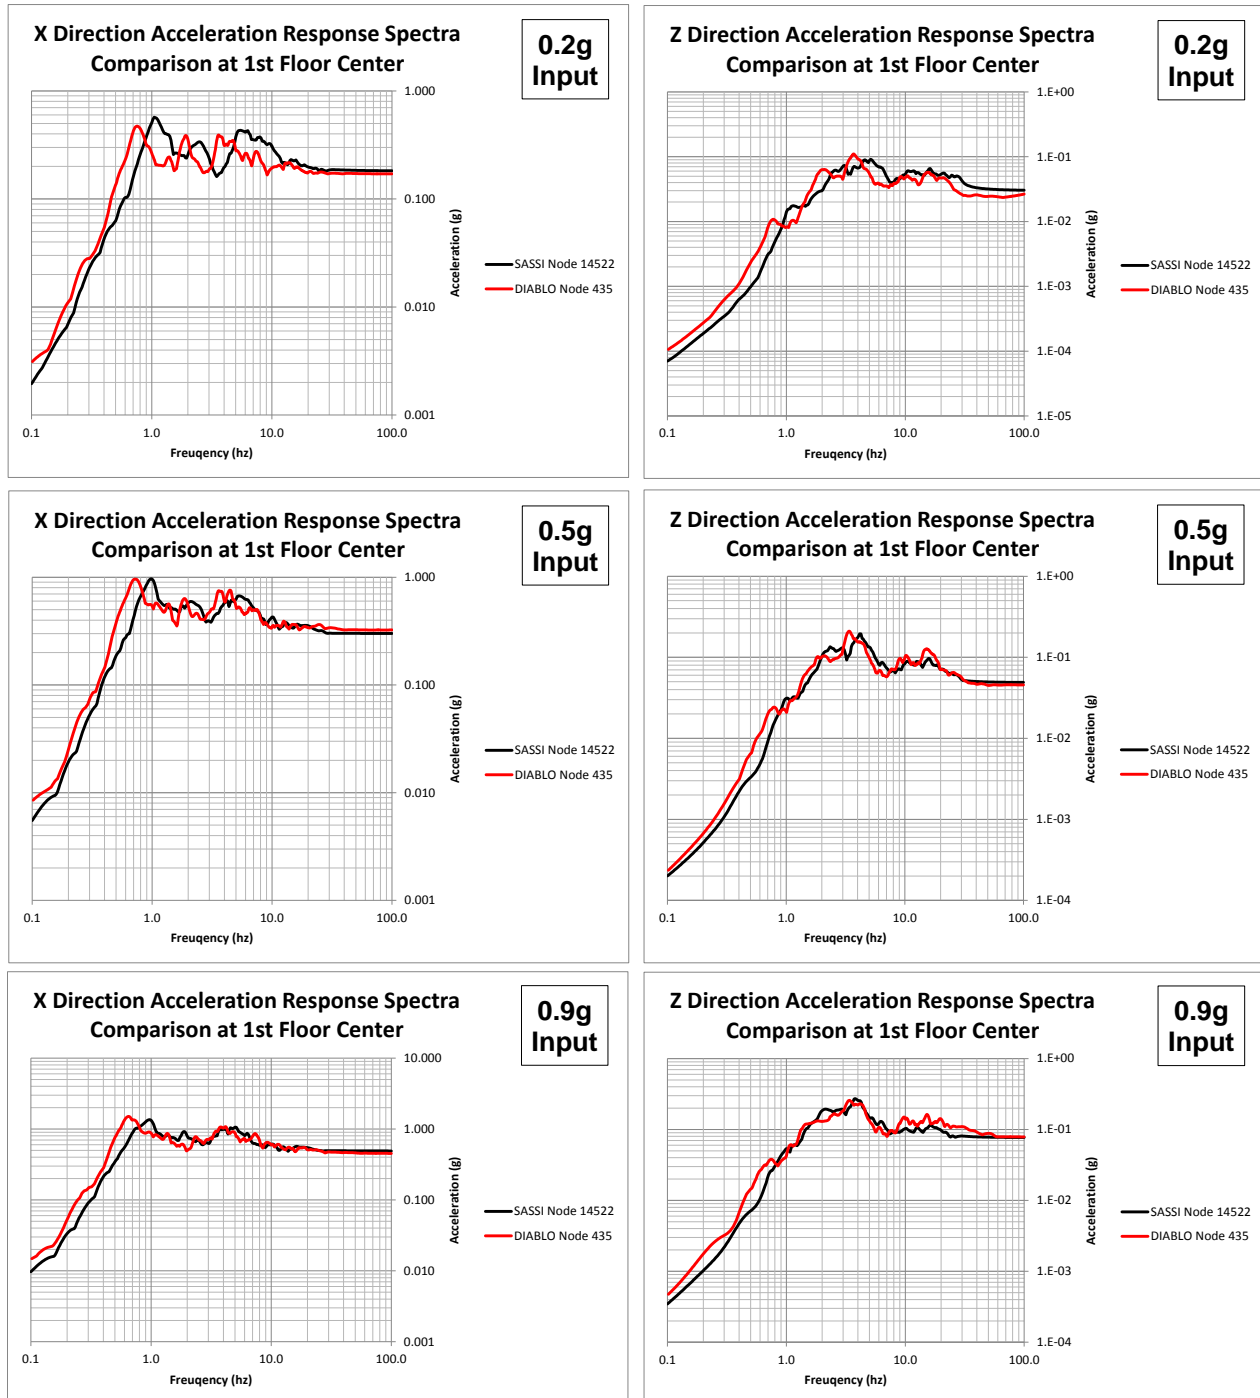 X Direction Acceleration Response Spectra
Comparison at 1st Floor Center
0.2g
Input
1.000
0.100
0.010
0.001
0.1
1.0
10.0
100.0
Freuqency (hz)
Acceleration (g)
SASSI Node 14522
DIABLO Node 435
Z Direction Acceleration Response Spectra
Comparison at 1st Floor Center
0.2g
Input
1.E+00
1.E-01
1.E-02
1.E-03
1.E-04
1.E-05
0.1
1.0
10.0
100.0
Freuqency (hz)
Acceleration (g)
SASSI Node 14522
DIABLO Node 435
X Direction Acceleration Response Spectra
Comparison at 1st Floor Center
0.5g
Input
1.000
0.100
0.010
0.001
0.1
1.0
10.0
100.0
Freuqency (hz)
Acceleration (g)
SASSI Node 14522
DIABLO Node 435
Z Direction Acceleration Response Spectra
Comparison at 1st Floor Center
0.5g
Input
1.E+00
1.E-01
1.E-02
1.E-03
1.E-04
0.1
1.0
10.0
100.0
Freuqency (hz)
Acceleration (g)
SASSI Node 14522
DIABLO Node 435
X Direction Acceleration Response Spectra
Comparison at 1st Floor Center
0.9g
Input
10.000
1.000
0.100
0.010
0.001
0.1
1.0
10.0
100.0
Freuqency (hz)
Acceleration (g)
SASSI Node 14522
DIABLO Node 435
Z Direction Acceleration Response Spectra
Comparison at 1st Floor Center
0.9g
Input
1.E+00
1.E-01
1.E-02
1.E-03
1.E-04
0.1
1.0
10.0
100.0
Freuqency (hz)
Acceleration (g)
SASSI Node 14522
DIABLO Node 435